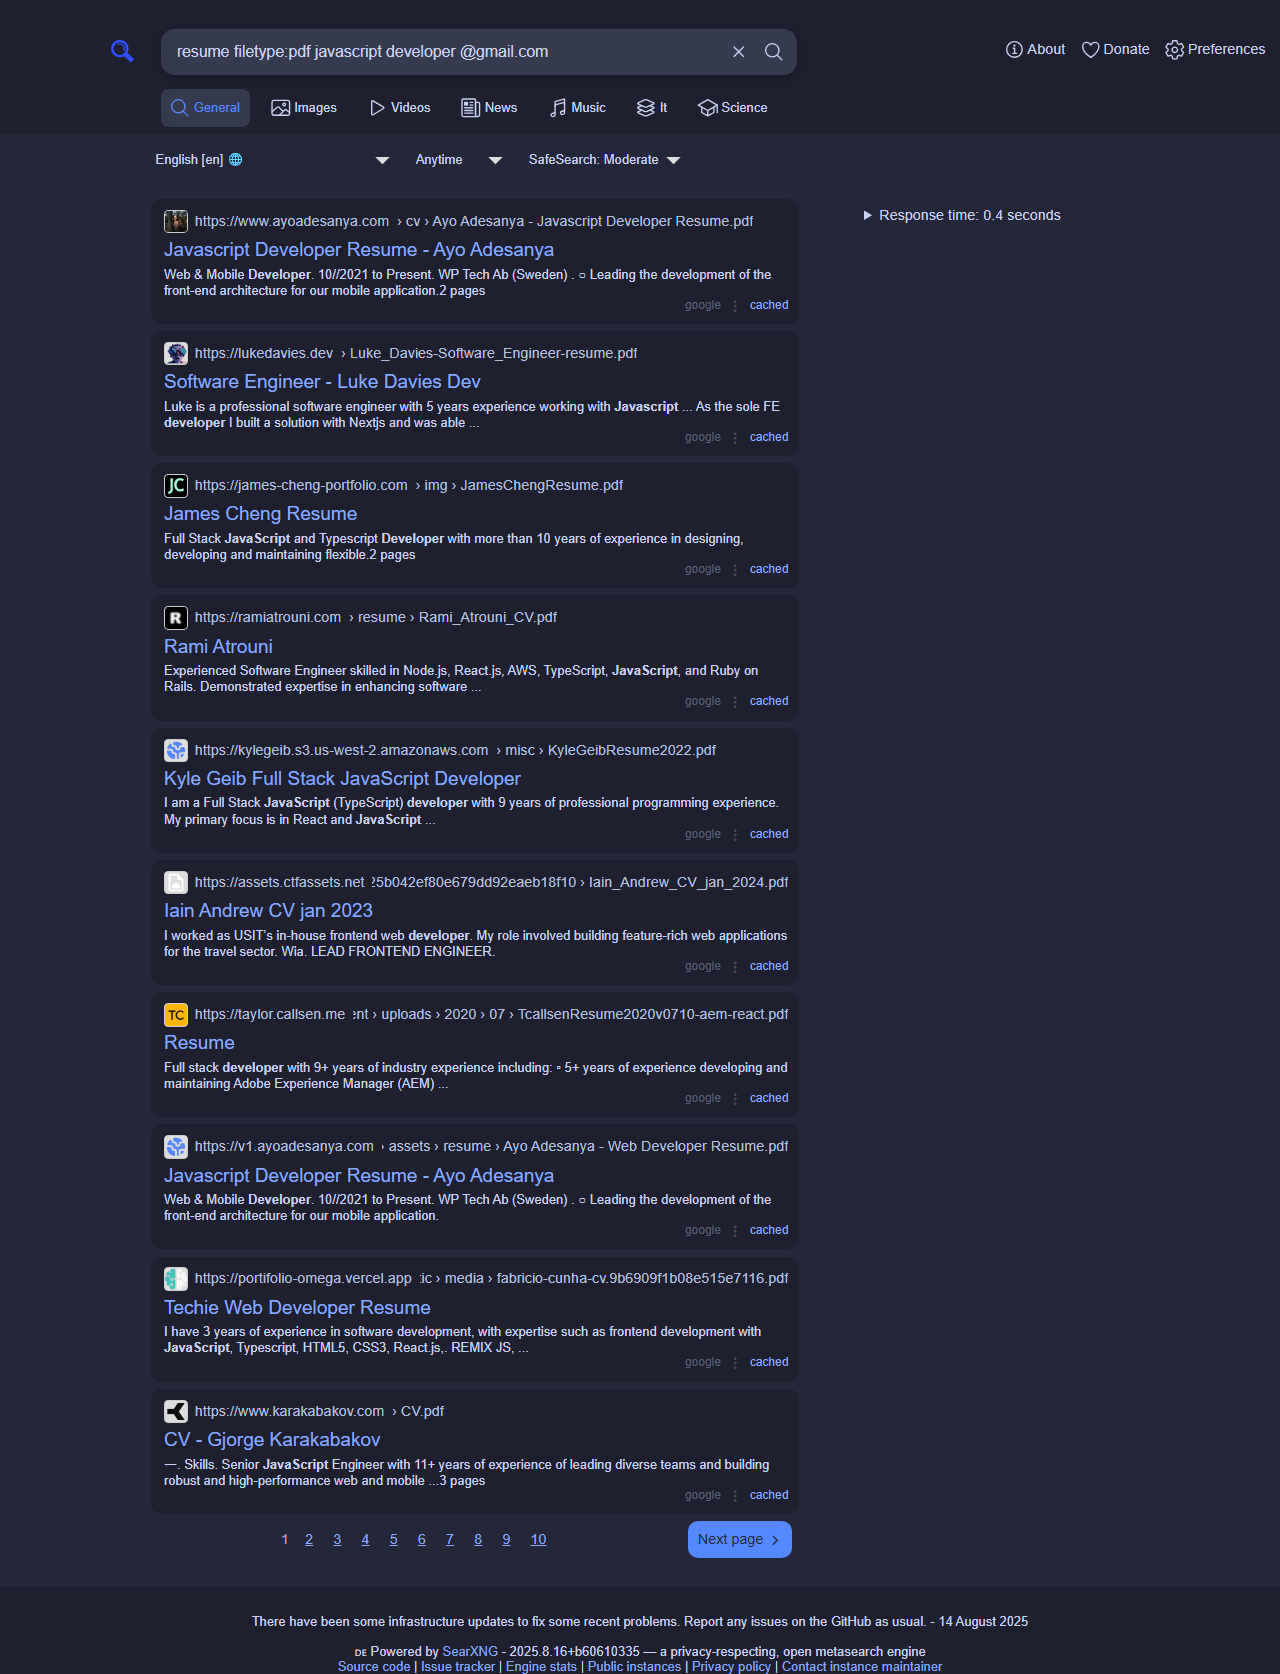 resume filetype:pdf javascript developer @gmail.com
About Donate Preferences
General Images Videos News Music It Science
English [en] Anytime SafeSearch: Moderate
Response time: 0.4 seconds
https://www.ayoadesanya.com › cv › Ayo Adesanya - Javascript Developer Resume.pdf
Javascript Developer Resume - Ayo Adesanya
Web & Mobile Developer. 10//2021 to Present. WP Tech Ab (Sweden) . ○ Leading the development of the
front-end architecture for our mobile application.2 pages
google cached
https://lukedavies.dev › Luke_Davies-Software_Engineer-resume.pdf
Software Engineer - Luke Davies Dev
Luke is a professional software engineer with 5 years experience working with Javascript ... As the sole FE
developer I built a solution with Nextjs and was able ...
google cached
JC
https://james-cheng-portfolio.com › img › JamesChengResume.pdf
James Cheng Resume
Full Stack JavaScript and Typescript Developer with more than 10 years of experience in designing,
developing and maintaining flexible.2 pages
google cached
R
https://ramiatrouni.com › resume › Rami_Atrouni_CV.pdf
Rami Atrouni
Experienced Software Engineer skilled in Node.js, React.js, AWS, TypeScript, JavaScript, and Ruby on
Rails. Demonstrated expertise in enhancing software ...
google cached
https://kylegeib.s3.us-west-2.amazonaws.com › misc › KyleGeibResume2022.pdf
Kyle Geib Full Stack JavaScript Developer
I am a Full Stack JavaScript (TypeScript) developer with 9 years of professional programming experience.
My primary focus is in React and JavaScript ...
google cached
https://assets.ctfassets.net 25b042ef80e679dd92eaeb18f10 › Iain_Andrew_CV_jan_2024.pdf
Iain Andrew CV jan 2023
I worked as USIT's in-house frontend web developer. My role involved building feature-rich web applications
for the travel sector. Wia. LEAD FRONTEND ENGINEER.
google cached
TC
https://taylor.callsen.me ent › uploads › 2020 › 07 › TcallsenResume2020v0710-aem-react.pdf
Resume
Full stack developer with 9+ years of industry experience including: ▫ 5+ years of experience developing and
maintaining Adobe Experience Manager (AEM) ...
google cached
https://v1.ayoadesanya.com › assets › resume › Ayo Adesanya - Web Developer Resume.pdf
Javascript Developer Resume - Ayo Adesanya
Web & Mobile Developer. 10//2021 to Present. WP Tech Ab (Sweden) . ○ Leading the development of the
front-end architecture for our mobile application.
google cached
https://portifolio-omega.vercel.app tic › media › fabricio-cunha-cv.9b6909f1b08e515e7116.pdf
Techie Web Developer Resume
I have 3 years of experience in software development, with expertise such as frontend development with
JavaScript, Typescript, HTML5, CSS3, React.js,. REMIX JS, ...
google cached
https://www.karakabakov.com › CV.pdf
CV - Gjorge Karakabakov
—. Skills. Senior JavaScript Engineer with 11+ years of experience of leading diverse teams and building
robust and high-performance web and mobile ...3 pages
google cached
1 2 3 4 5 6 7 8 9 10 Next page
There have been some infrastructure updates to fix some recent problems. Report any issues on the GitHub as usual. - 14 August 2025
DE Powered by SearXNG - 2025.8.16+b60610335 — a privacy-respecting, open metasearch engine
Source code | Issue tracker | Engine stats | Public instances | Privacy policy | Contact instance maintainer